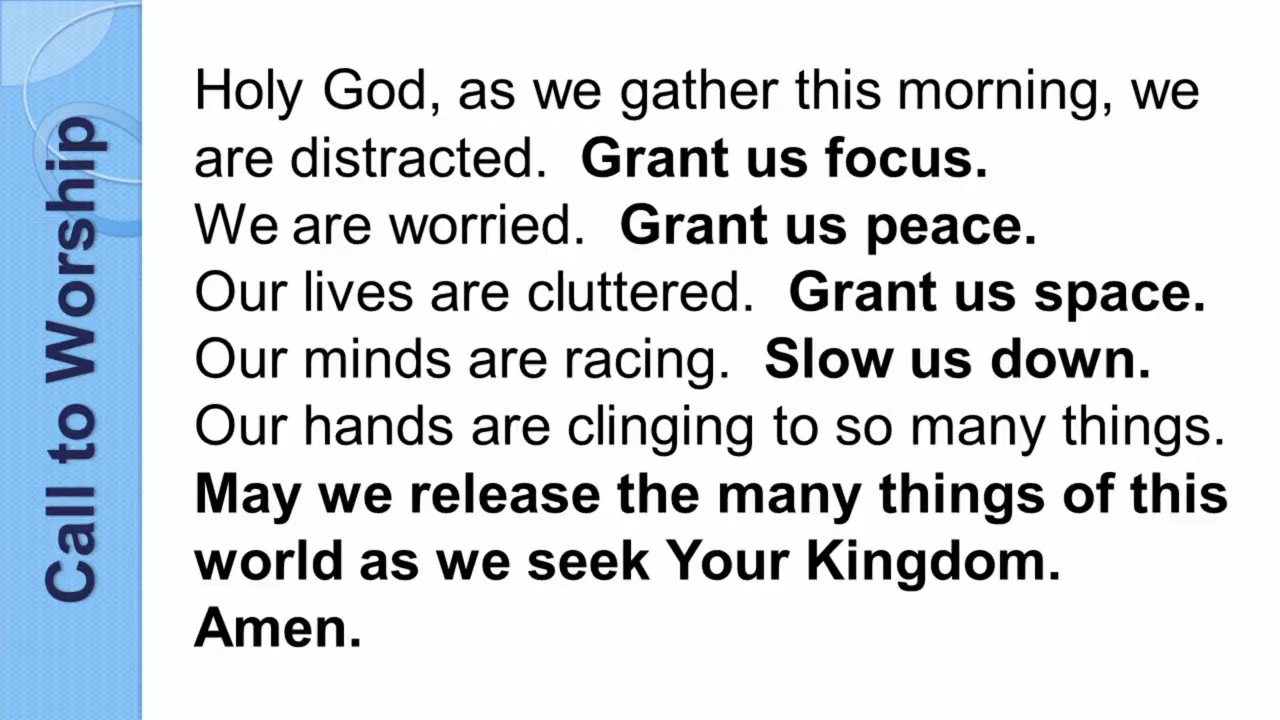 Call to Worship
Holy God, as we gather this morning, we
are distracted. Grant us focus.
We are worried. Grant us peace.
Our lives are cluttered. Grant us space.
Our minds are racing. Slow us down.
Our hands are clinging to so many things.
May we release the many things of this
world as we seek Your Kingdom.
Amen.